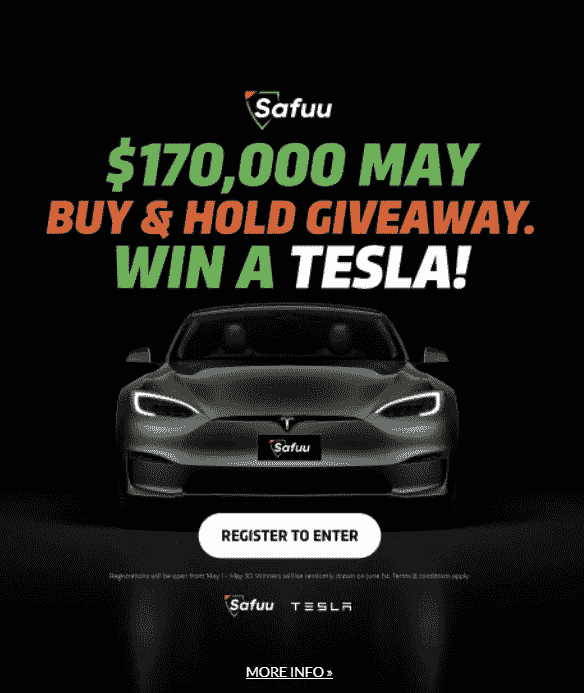 Safuu
$170,000 MAY
BUY & HOLD GIVEAWAY.
WIN A TESLA!
Safuu
REGISTER TO ENTER
Registrations will be open from May 1 - May 30. Winners will be randomly drawn on June 1st. Terms & conditions apply.
Safuu TESLA
MORE INFO »